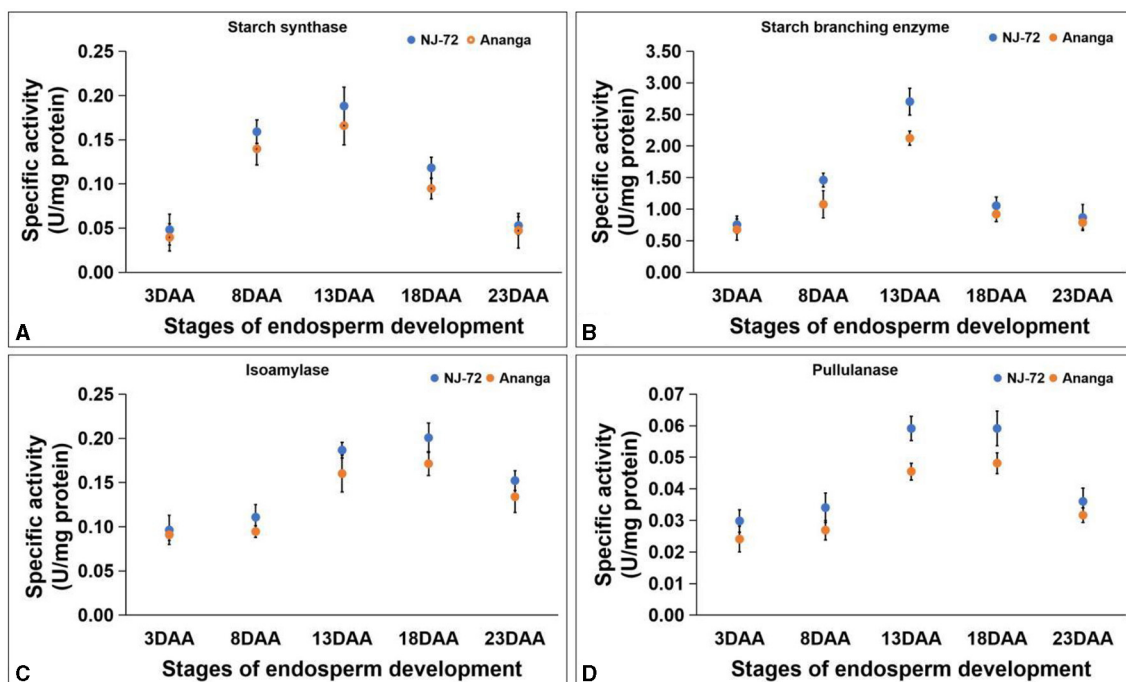 Starch synthase
NJ-72 Ananga
Specific activity
(U/mg protein)
0.25
0.20
0.15
0.10
0.05
0.00
3DAA 8DAA 13DAA 18DAA 23DAA
Stages of endosperm development
A
Starch branching enzyme
NJ-72 Ananga
Specific activity
(U/mg protein)
3.50
3.00
2.50
2.00
1.50
1.00
0.50
0.00
3DAA 8DAA 13DAA 18DAA 23DAA
Stages of endosperm development
B
Isoamylase
NJ-72 Ananga
Specific activity
(U/mg protein)
0.25
0.20
0.15
0.10
0.05
0.00
3DAA 8DAA 13DAA 18DAA 23DAA
Stages of endosperm development
C
Pullulanase
NJ-72 Ananga
Specific activity
(U/mg protein)
0.07
0.06
0.05
0.04
0.03
0.02
0.01
0.00
3DAA 8DAA 13DAA 18DAA 23DAA
Stages of endosperm development
D